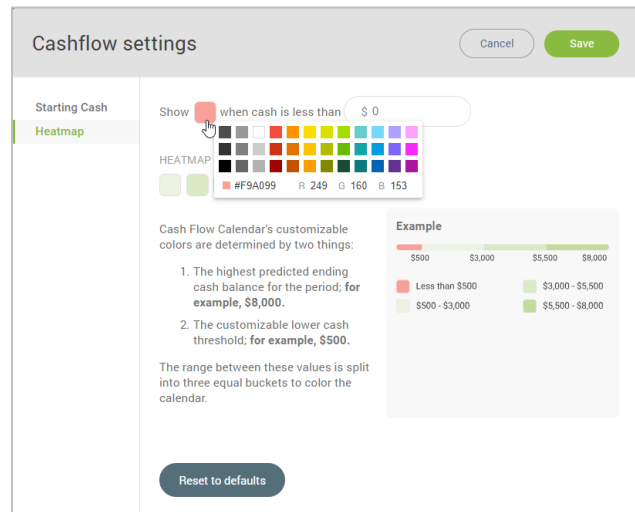 Cashflow settings
Cancel
Save
Starting Cash
Heatmap
Show
when cash is less than
$ 0
HEATMAP
#F9A099 R 249 G 160 B 153
Cash Flow Calendar's customizable
colors are determined by two things:
1. The highest predicted ending
cash balance for the period; for
example, $8,000.
2. The customizable lower cash
threshold; for example, $500.
The range between these values is split
into three equal buckets to color the
calendar.
Example
$500 $3,000 $5,500 $8,000
Less than $500
$3,000 - $5,500
$500 - $3,000
$5,500 - $8,000
Reset to defaults